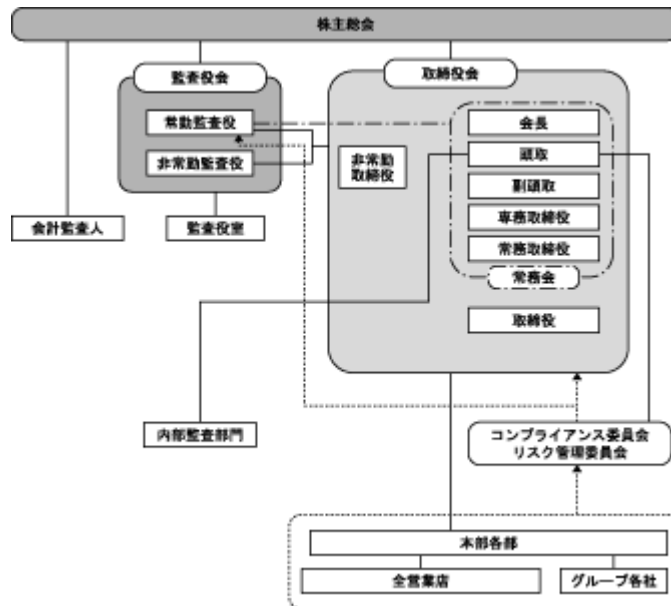 株主総会
監査役会
取締役会
常勤監査役
会長
非常勤監査役
非常勤
取締役
頭取
副頭取
専務取締役
常務取締役
常務会
会計監査人
監査役室
取締役
内部監査部門
コンプライアンス委員会
リスク管理委員会
本部各部
全営業店
グループ各社